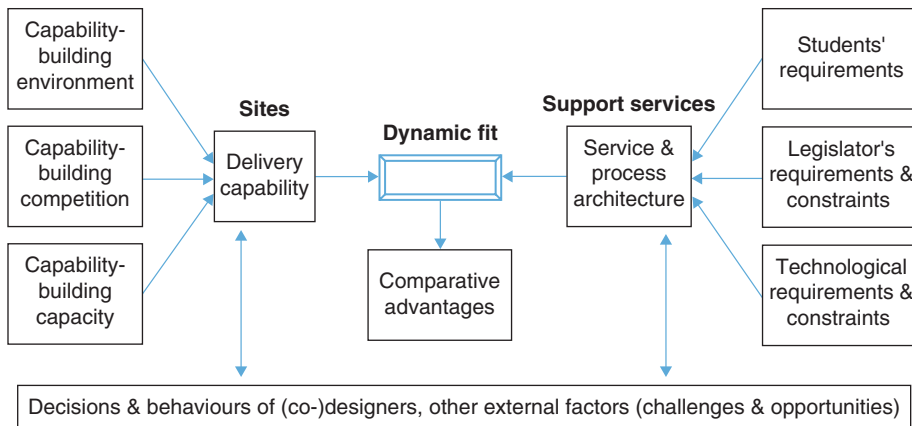 Capability-
building
environment
Capability-
building
competition
Capability-
building
capacity
Sites
Delivery
capability
Dynamic fit
Comparative
advantages
Support services
Service &
process
architecture
Students'
requirements
Legislator's
requirements &
constraints
Technological
requirements &
constraints
Decisions & behaviours of (co-)designers, other external factors (challenges & opportunities)